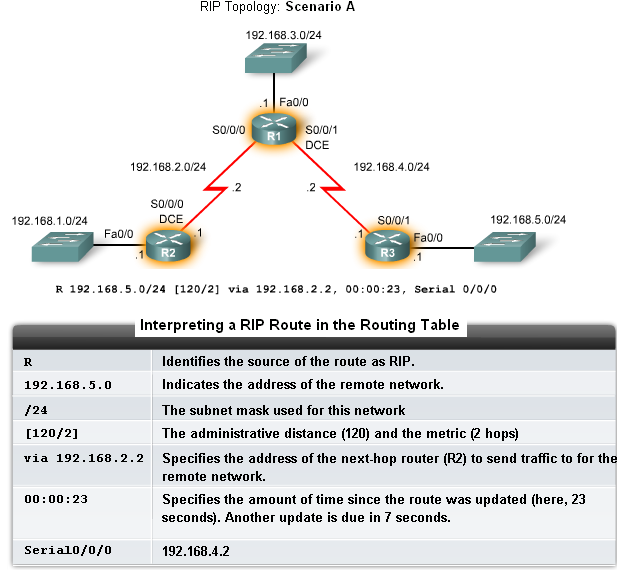 RIP Topology: Scenario A
192.168.3.0/24
.1
Fa0/0
S0/0/0
R1
S0/0/1
DCE
192.168.2.0/24
192.168.4.0/24
.2
.2
S0/0/0
DCE
S0/0/1
192.168.1.0/24
192.168.5.0/24
Fa0/0
.1
R2
.1
.1
R3
Fa0/0
.1
R 192.168.5.0/24 [120/2] via 192.168.2.2, 00:00:23, Serial 0/0/0
Interpreting a RIP Route in the Routing Table
R
Identifies the source of the route as RIP.
192.168.5.0
Indicates the address of the remote network.
/24
The subnet mask used for this network
[120/2]
The administrative distance (120) and the metric (2 hops)
via 192.168.2.2
Specifies the address of the next-hop router (R2) to send traffic to for the
remote network.
00:00:23
Specifies the amount of time since the route was updated (here, 23
seconds). Another update is due in 7 seconds.
Serial0/0/0
192.168.4.2